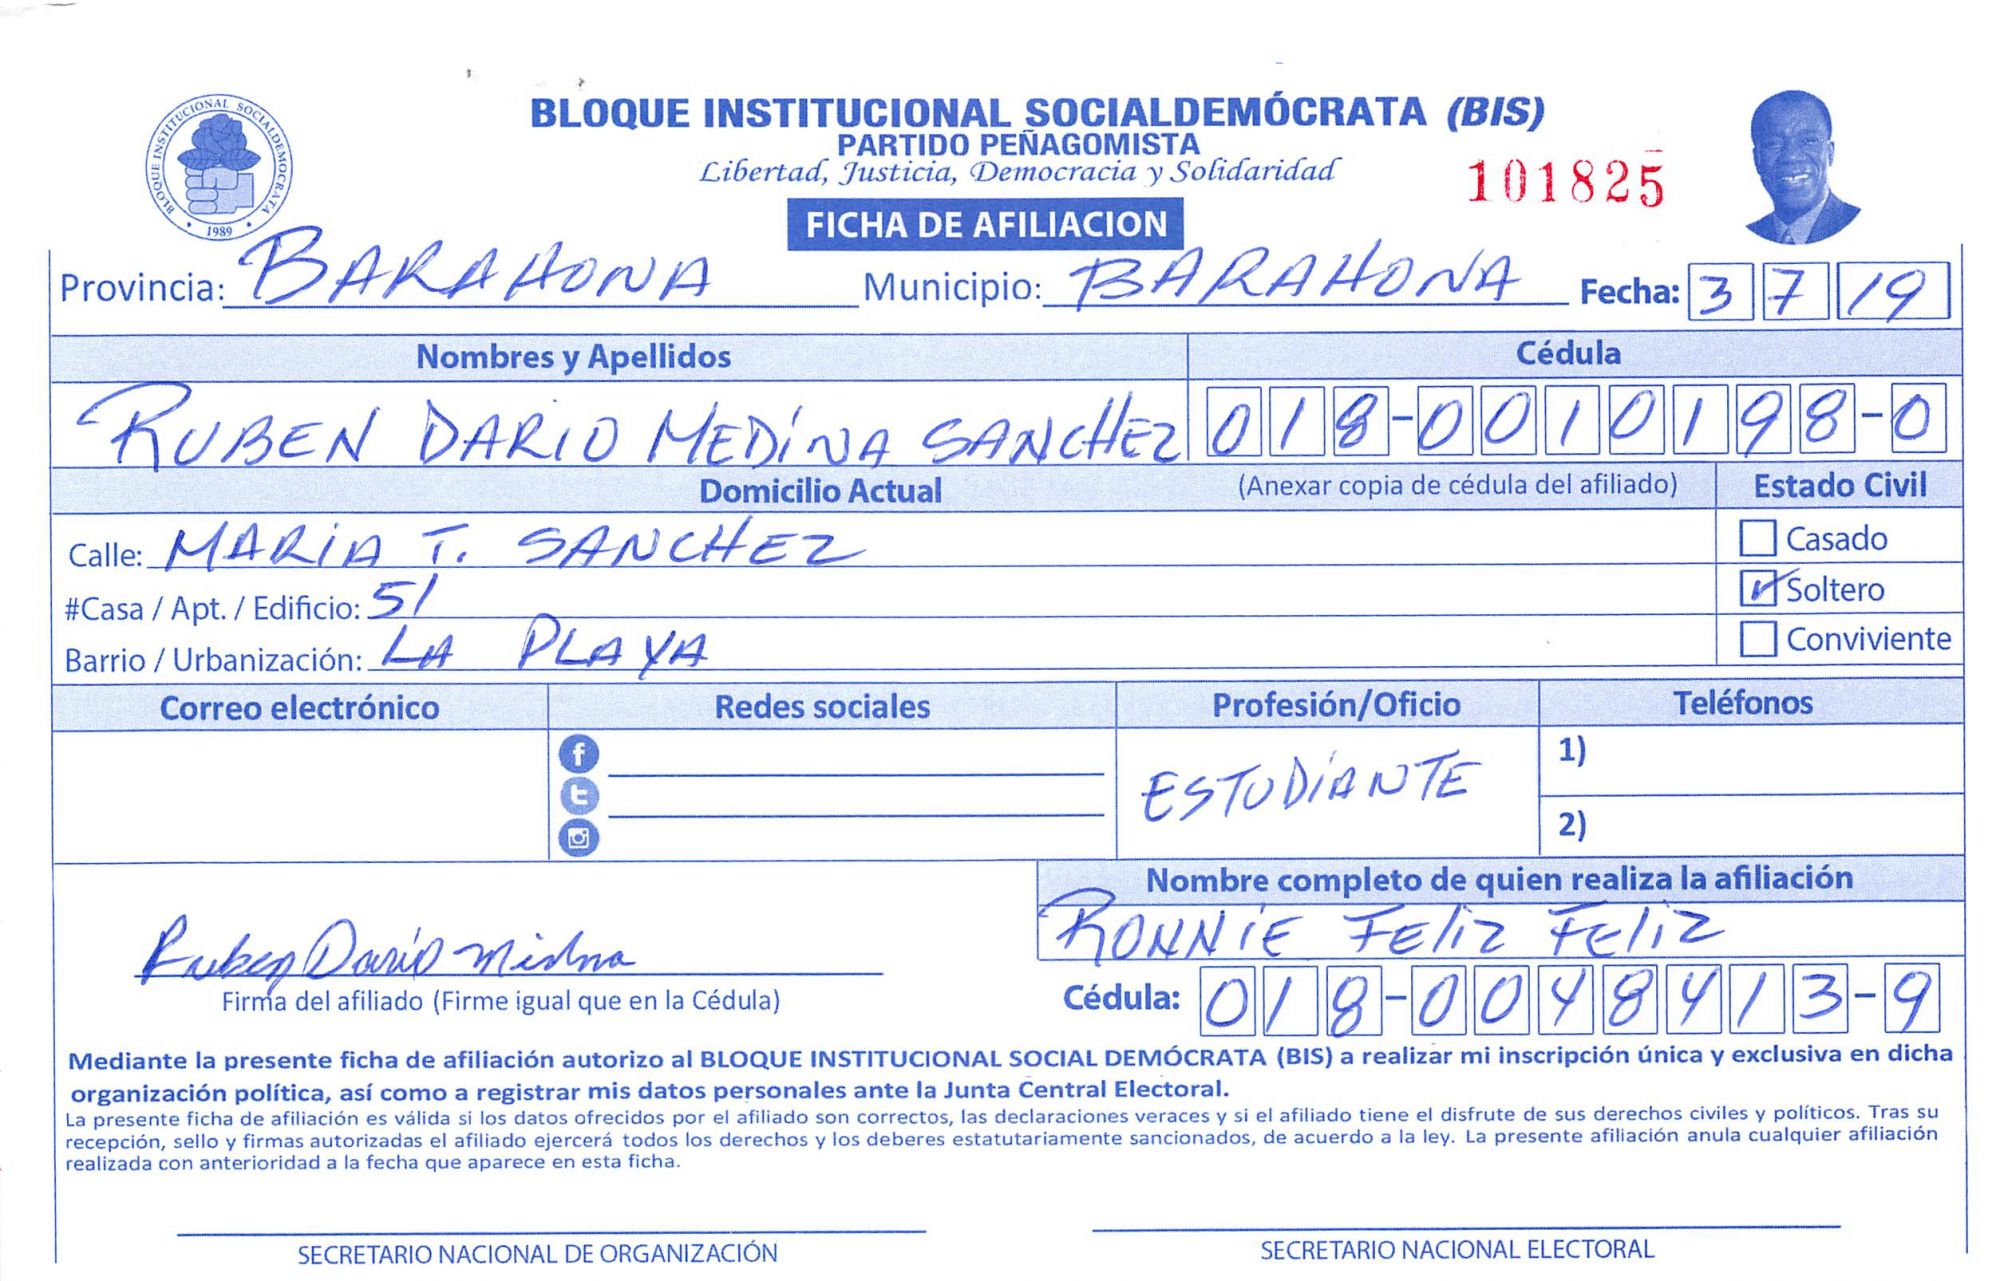 BLOQUE INSTITUCIONAL SOCIALDEMOCRATA
1989
BLOQUE INSTITUCIONAL SOCIALDEMÓCRATA (BIS)
PARTIDO PEÑAGOMISTA
Libertad, Justicia, Democracia y Solidaridad
101825
FICHA DE AFILIACION
Provincia: BARAHONA Municipio: BARAHONA Fecha: 3 7 19
Nombres y Apellidos Cédula
RUBEN DARIO MEDINA SANCHEZ 018-0010198-0
Domicilio Actual (Anexar copia de cédula del afiliado) Estado Civil
Calle: MARIA T. SANCHEZ Casado
#Casa / Apt. / Edificio: 51 Soltero
Barrio / Urbanización: LA PLAYA Conviviente
Correo electrónico Redes sociales Profesión/Oficio Teléfonos
1)
ESTUDIANTE
2)
Nombre completo de quien realiza la afiliación
RONNIE FELIZ FELIZ
Ruben Dario Medina
Firma del afiliado (Firme igual que en la Cédula) Cédula: 018-0048413-9
Mediante la presente ficha de afiliación autorizo al BLOQUE INSTITUCIONAL SOCIAL DEMÓCRATA (BIS) a realizar mi inscripción única y exclusiva en dicha
organización política, así como a registrar mis datos personales ante la Junta Central Electoral.
La presente ficha de afiliación es válida si los datos ofrecidos por el afiliado son correctos, las declaraciones veraces y si el afiliado tiene el disfrute de sus derechos civiles y políticos. Tras su
recepción, sello y firmas autorizadas el afiliado ejercerá todos los derechos y los deberes estatutariamente sancionados, de acuerdo a la ley. La presente afiliación anula cualquier afiliación
realizada con anterioridad a la fecha que aparece en esta ficha.
SECRETARIO NACIONAL DE ORGANIZACIÓN SECRETARIO NACIONAL ELECTORAL